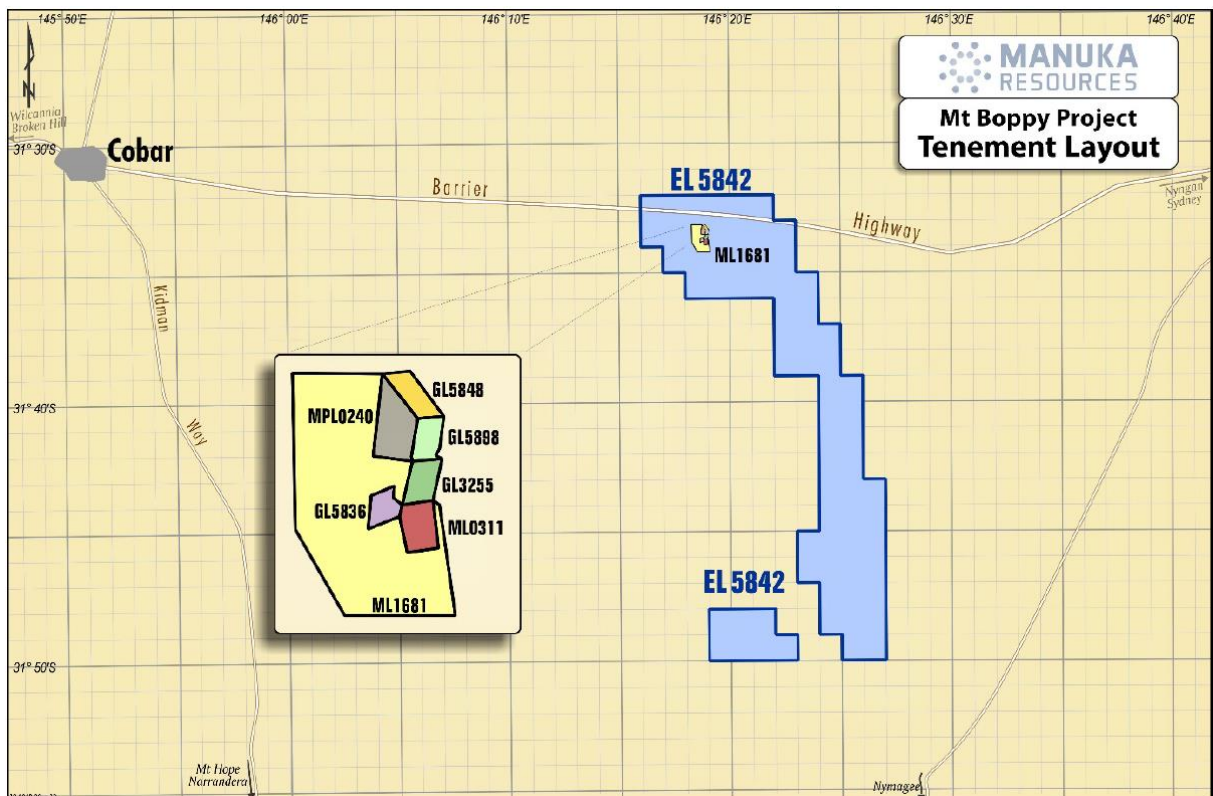 145° 50'E
146° 00'E
146° 10'E
146° 20'E
146° 30'E
146° 40'E
N
MANUKA
RESOURCES
Mt Boppy Project
Tenement Layout
Wilcannia
Broken Hill
31° 30'S
Cobar
Barrier
EL 5842
Highway
Nyngan
Sydney
ML1681
Kidman
Way
31° 40'S
GL5848
MPL0240
GL5898
GL3255
GL5836
ML0311
ML1681
EL 5842
31° 50'S
Mt Hope
Narrandera
Nymagee